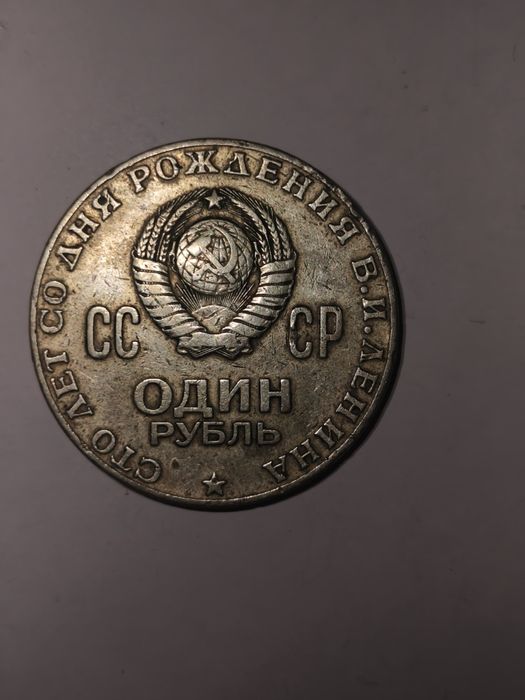 СТО ЛЕТ СО ДНЯ РОЖДЕНИЯ В.И.ЛЕНИНА
СС СР
ОДИН
РУБЛЬ